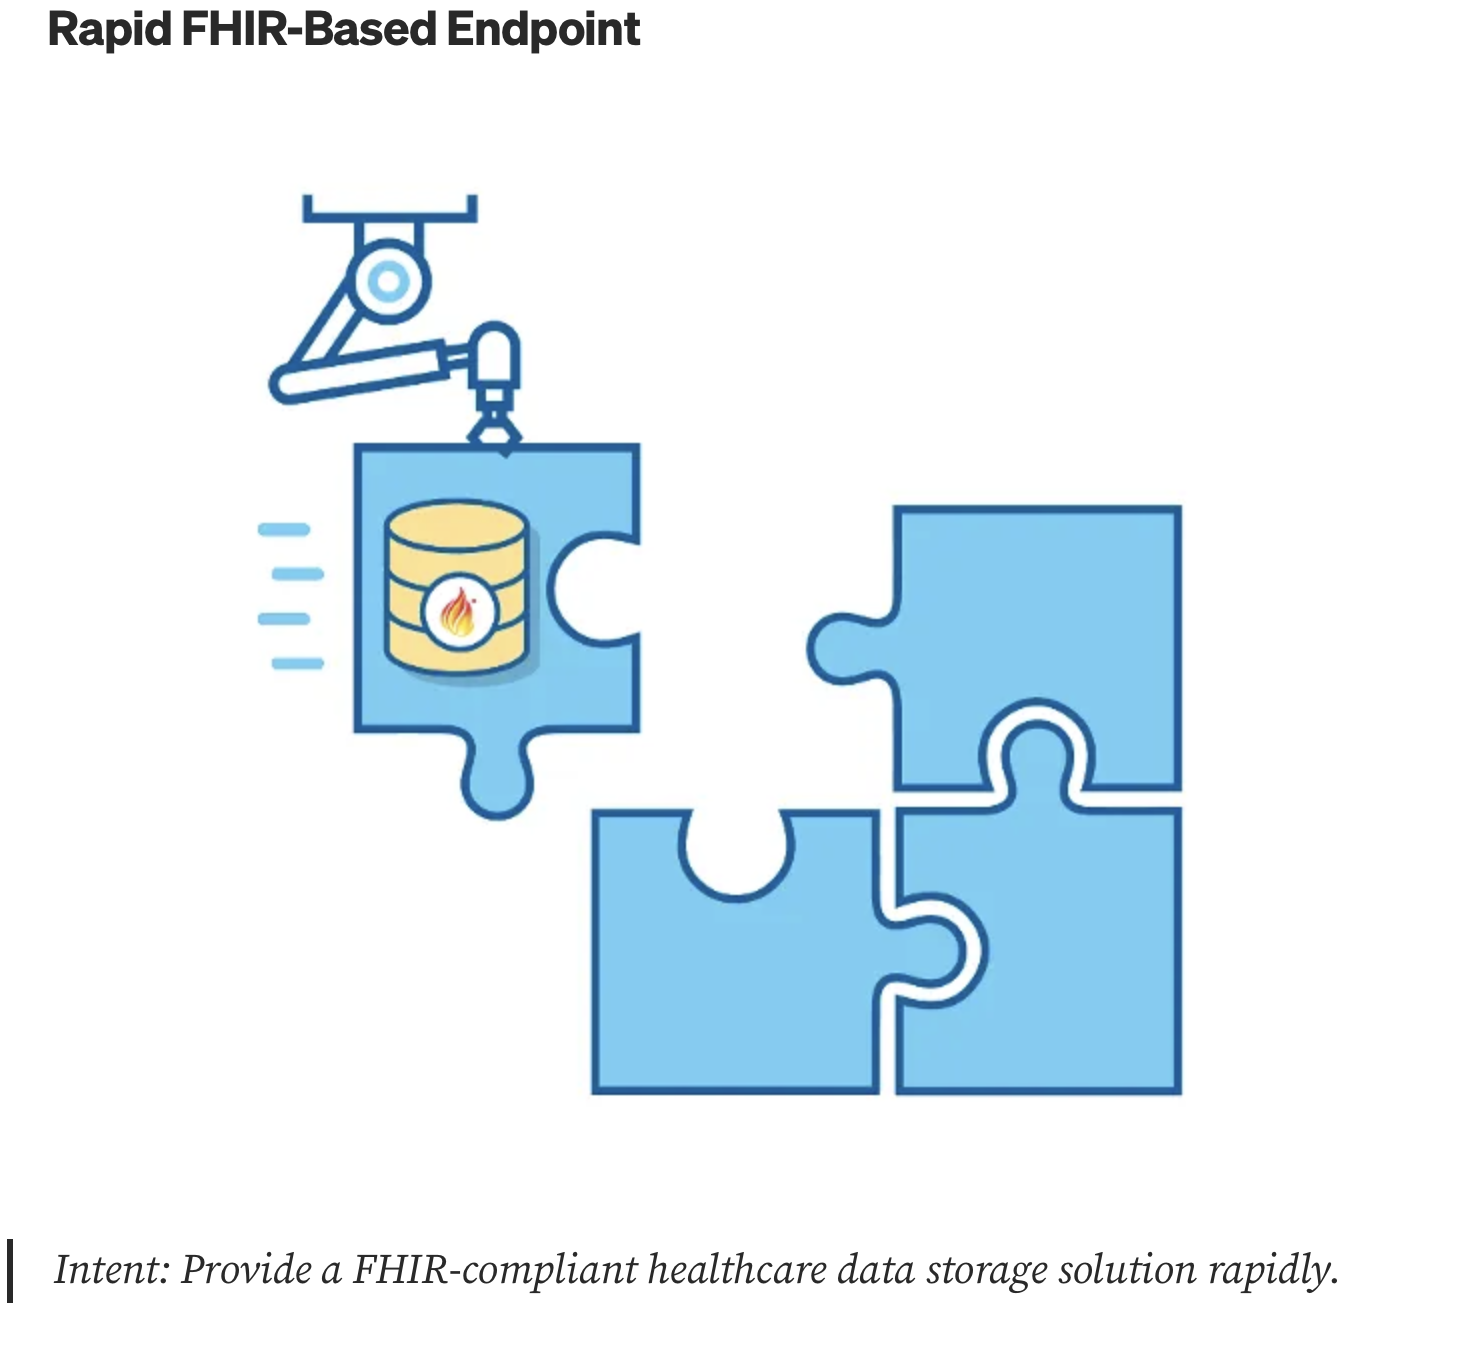 Rapid FHIR-Based Endpoint
Intent: Provide a FHIR-compliant healthcare data storage solution rapidly.